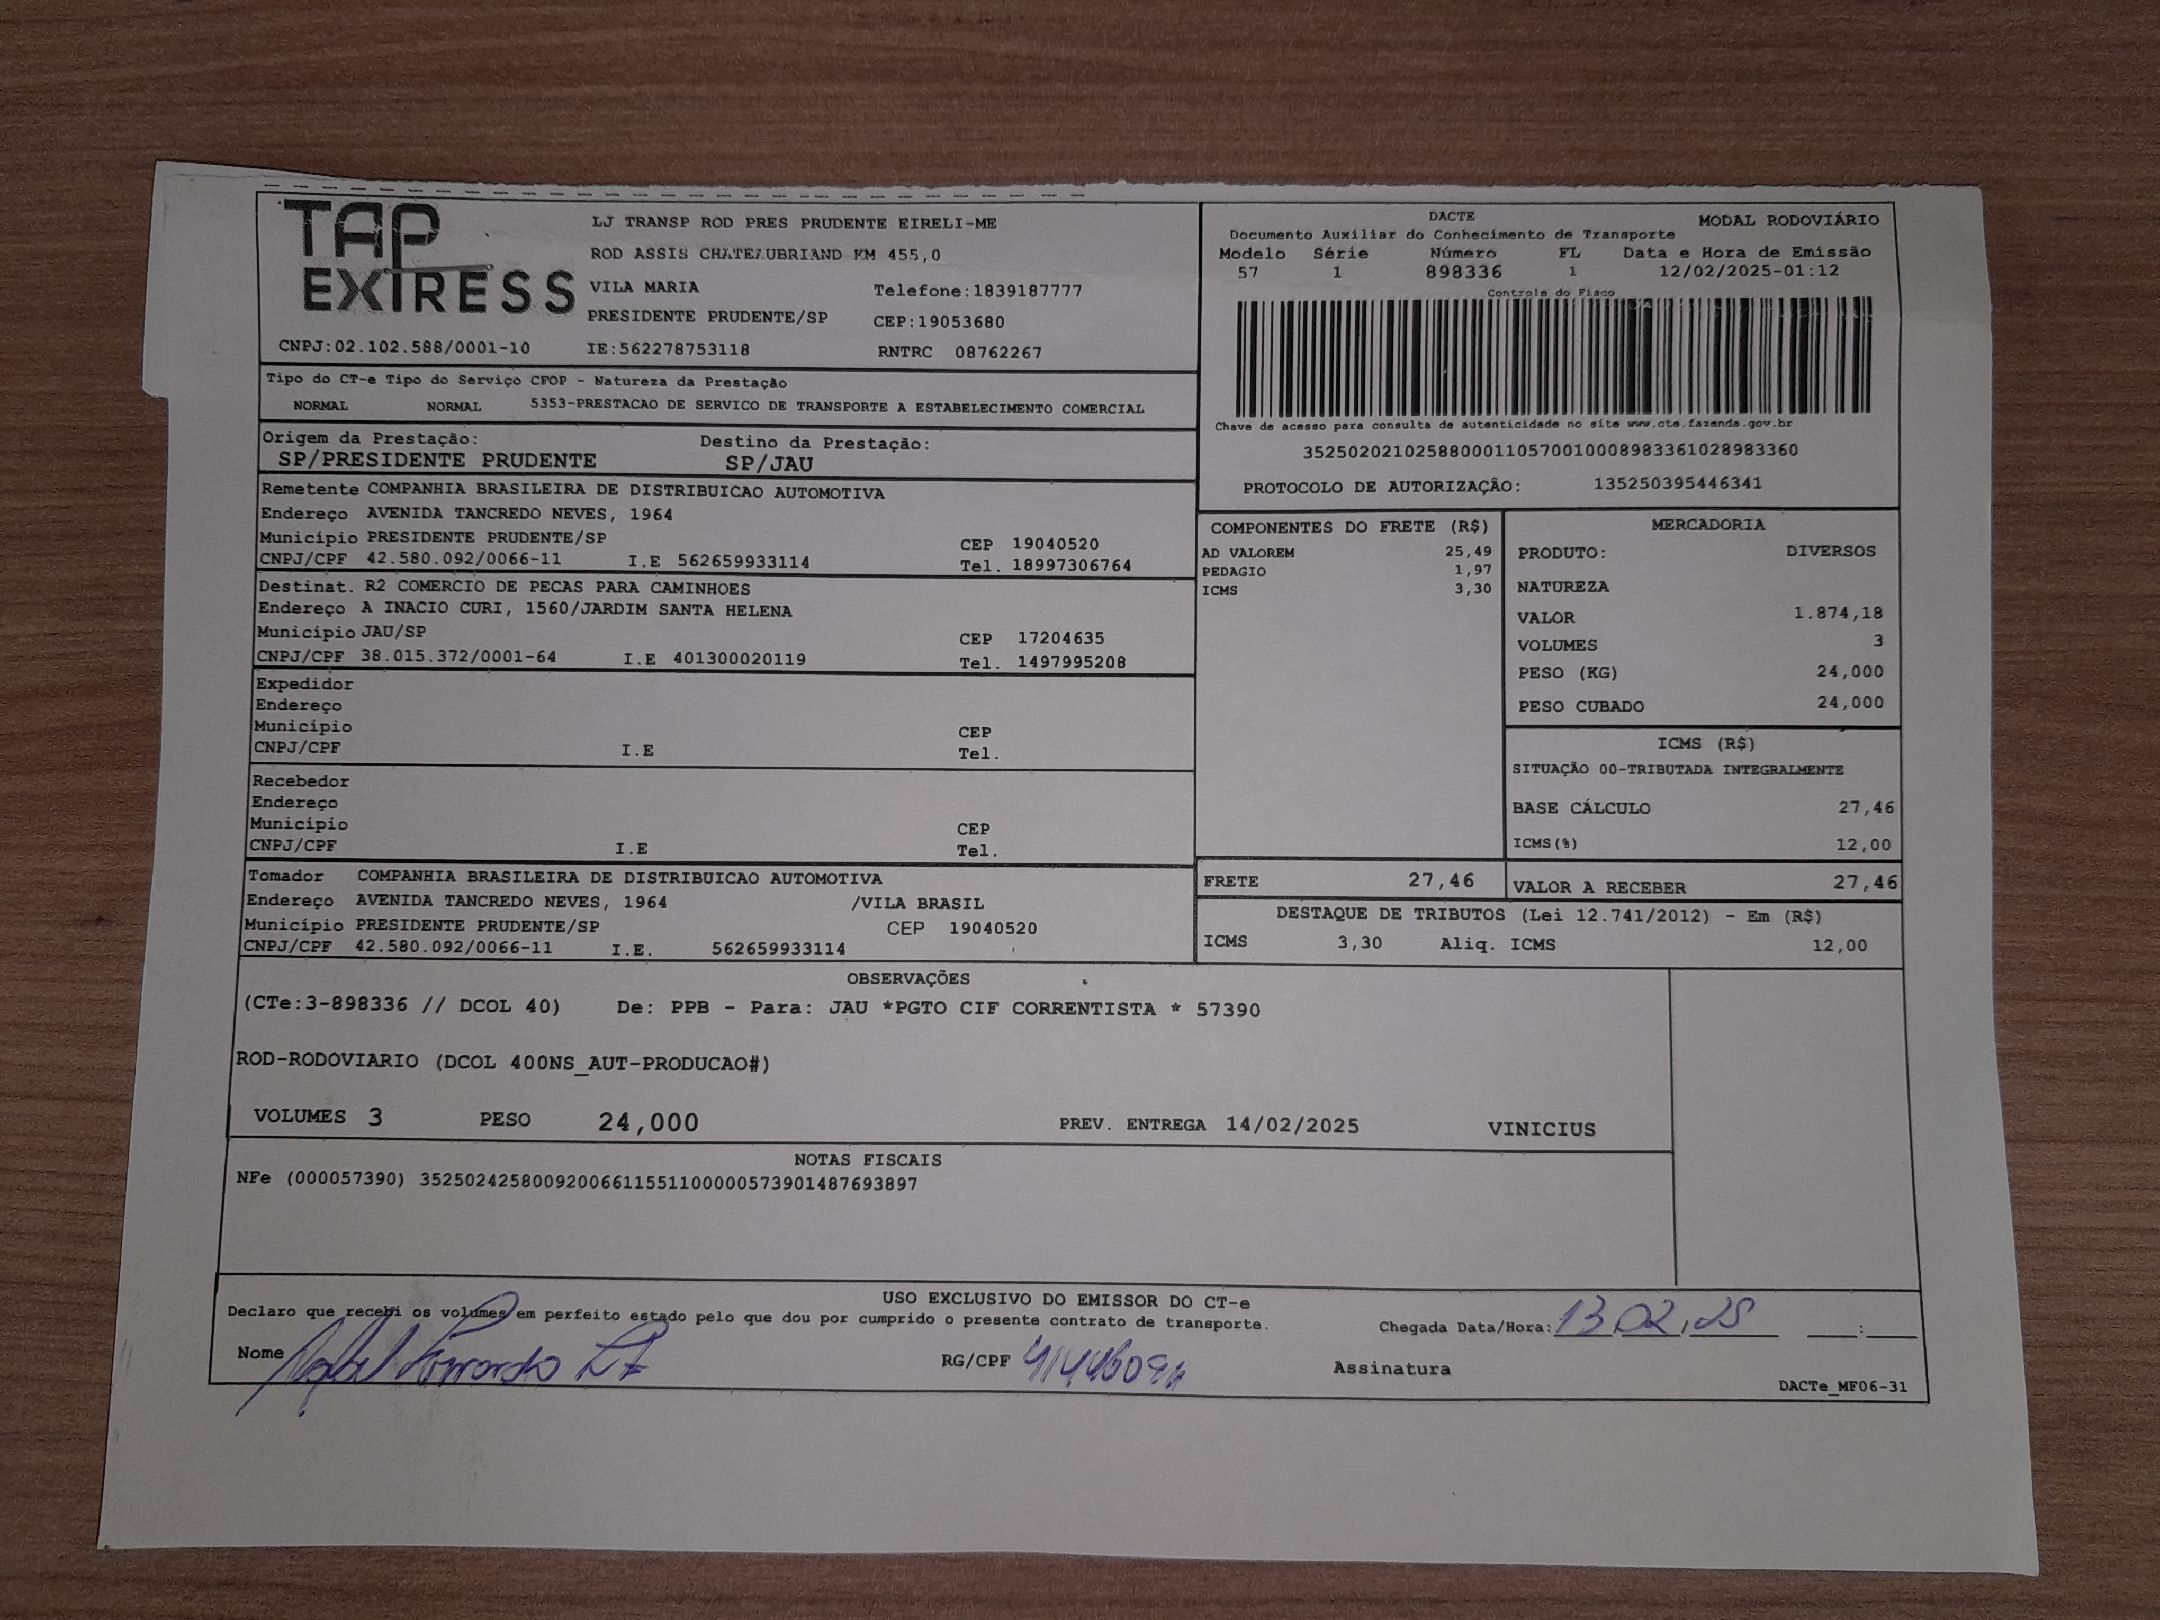 TAP
EXPRESS
LJ TRANSP ROD PRES PRUDENTE EIRELI-ME
ROD ASSIS CHATEAUBRIAND KM 455,0
VILA MARIA Telefone:1839187777
PRESIDENTE PRUDENTE/SP CEP:19053680
CNPJ:02.102.588/0001-10 IE:562278753118 RNTRC 08762267
DACTE MODAL RODOVIÁRIO
Documento Auxiliar do Conhecimento de Transporte
Modelo Série Número FL Data e Hora de Emissão
57 1 898336 1 12/02/2025-01:12
Controle do Fisco
Chave de acesso para consulta de autenticidade no site www.cte.fazenda.gov.br
35250202102588000110570010008983361028983360
PROTOCOLO DE AUTORIZAÇÃO: 135250395446341
Tipo do CT-e Tipo do Serviço CFOP - Natureza da Prestação
NORMAL NORMAL 5353-PRESTACAO DE SERVICO DE TRANSPORTE A ESTABELECIMENTO COMERCIAL
Origem da Prestação: Destino da Prestação:
SP/PRESIDENTE PRUDENTE SP/JAU
Remetente COMPANHIA BRASILEIRA DE DISTRIBUICAO AUTOMOTIVA
Endereço AVENIDA TANCREDO NEVES, 1964
Município PRESIDENTE PRUDENTE/SP CEP 19040520
CNPJ/CPF 42.580.092/0066-11 I.E 562659933114 Tel. 18997306764
Destinat. R2 COMERCIO DE PECAS PARA CAMINHOES
Endereço A INACIO CURI, 1560/JARDIM SANTA HELENA
Município JAU/SP CEP 17204635
CNPJ/CPF 38.015.372/0001-64 I.E 401300020119 Tel. 1497995208
Expedidor
Endereço
Município CEP
CNPJ/CPF I.E Tel.
Recebedor
Endereço
Município CEP
CNPJ/CPF I.E Tel.
Tomador COMPANHIA BRASILEIRA DE DISTRIBUICAO AUTOMOTIVA
Endereço AVENIDA TANCREDO NEVES, 1964 /VILA BRASIL
Município PRESIDENTE PRUDENTE/SP CEP 19040520
CNPJ/CPF 42.580.092/0066-11 I.E. 562659933114
COMPONENTES DO FRETE (R$)
AD VALOREM 25,49
PEDAGIO 1,97
ICMS 3,30
MERCADORIA
PRODUTO: DIVERSOS
NATUREZA
VALOR 1.874,18
VOLUMES 3
PESO (KG) 24,000
PESO CUBADO 24,000
ICMS (R$)
SITUAÇÃO 00-TRIBUTADA INTEGRALMENTE
BASE CÁLCULO 27,46
ICMS(%) 12,00
FRETE 27,46 VALOR A RECEBER 27,46
DESTAQUE DE TRIBUTOS (Lei 12.741/2012) - Em (R$)
ICMS 3,30 Aliq. ICMS 12,00
OBSERVAÇÕES
(CTe:3-898336 // DCOL 40) De: PPB - Para: JAU *PGTO CIF CORRENTISTA * 57390
ROD-RODOVIARIO (DCOL 400NS_AUT-PRODUCAO#)
VOLUMES 3 PESO 24,000 PREV. ENTREGA 14/02/2025 VINICIUS
NOTAS FISCAIS
NFe (000057390) 35250242580092006611551100000573901487693897
USO EXCLUSIVO DO EMISSOR DO CT-e
Declaro que recebi os volumes em perfeito estado pelo que dou por cumprido o presente contrato de transporte.
Chegada Data/Hora: 13 02, 25 __:__
Nome RG/CPF Assinatura
DACTe_MF06-31